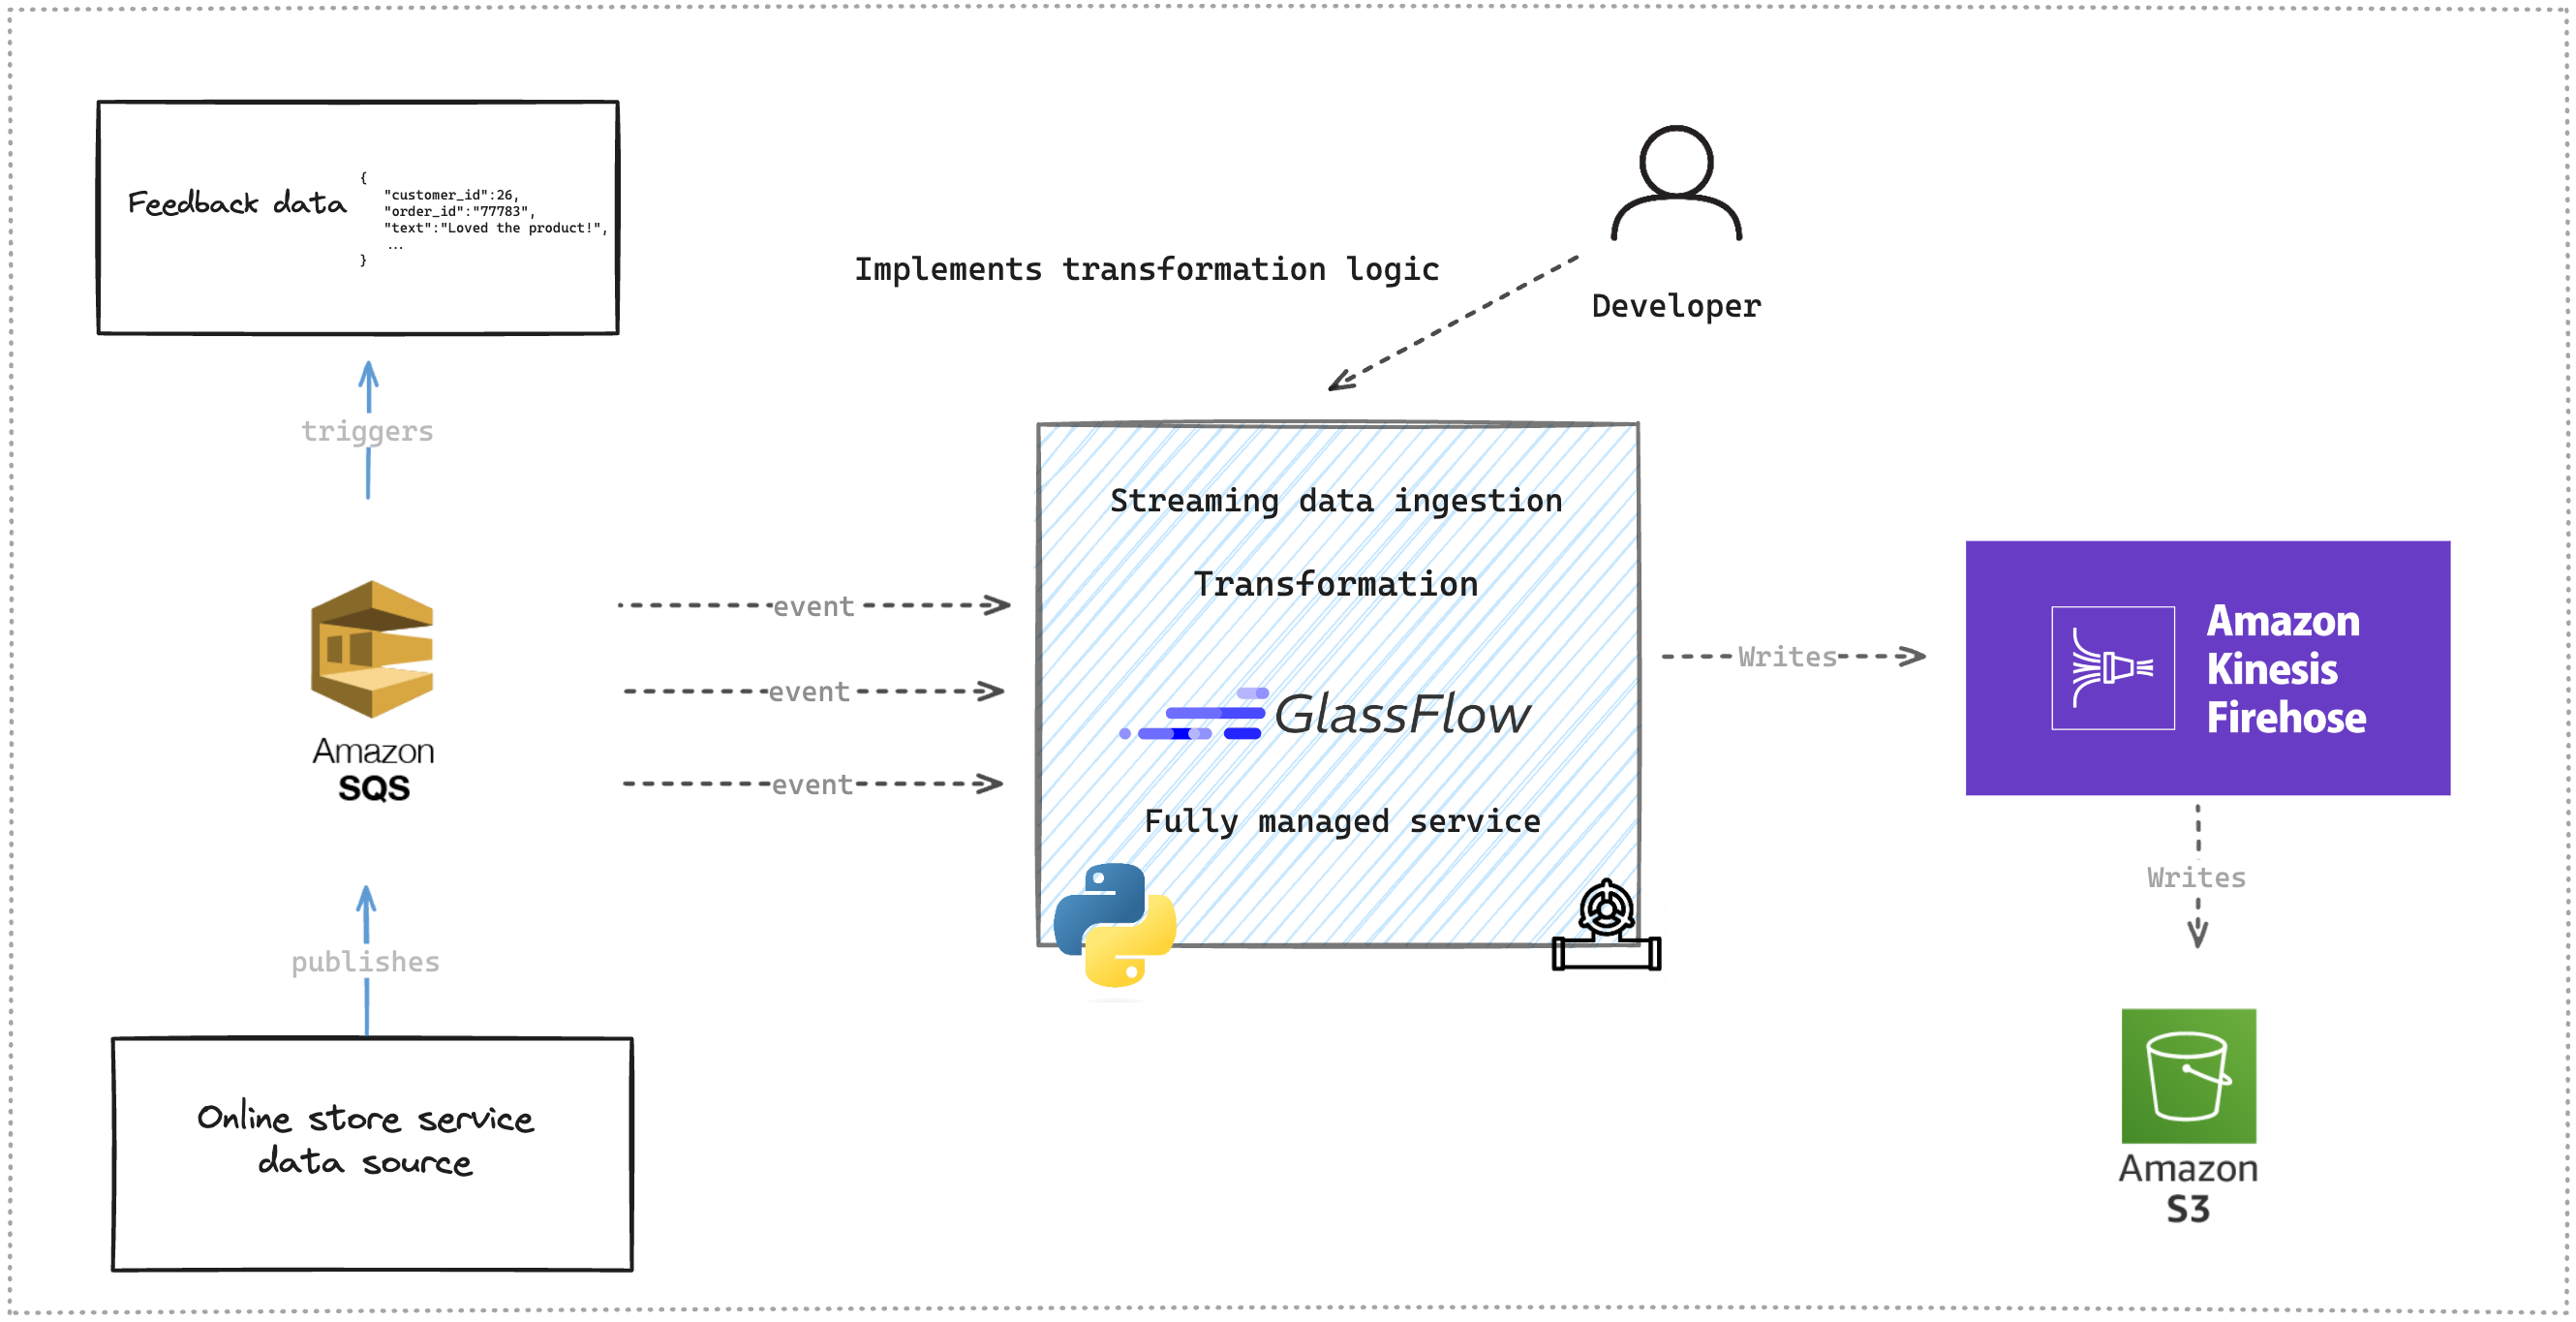 Feedback data
{
"customer_id":26,
"order_id":"77783",
"text":"Loved the product!",
...
}
triggers
Amazon
SQS
publishes
Online store service
data source
event
event
event
Implements transformation logic
Developer
Streaming data ingestion
Transformation
GlassFlow
Fully managed service
Writes
Amazon
Kinesis
Firehose
Writes
Amazon
S3